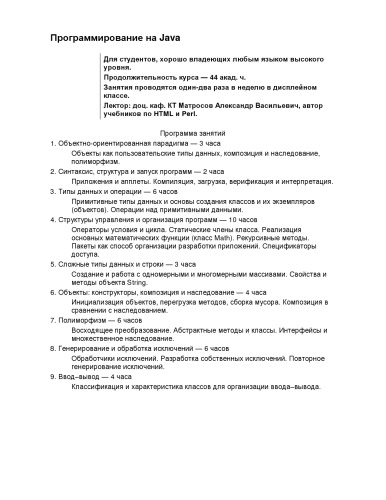 Программирование на Java
Для студентов, хорошо владеющих любым языком высокого
уровня.
Продолжительность курса — 44 акад. ч.
Занятия проводятся один-два раза в неделю в дисплейном
классе.
Лектор: доц. каф. КТ Матросов Александр Васильевич, автор
учебников по HTML и Perl.
Программа занятий
1. Объектно-ориентированная парадигма — 3 часа
Объекты как пользовательские типы данных, композиция и наследование,
полиморфизм.
2. Синтаксис, структура и запуск программ — 2 часа
Приложения и апплеты. Компиляция, загрузка, верификация и интерпретация.
3. Типы данных и операции — 6 часов
Примитивные типы данных и основы создания классов и их экземпляров
(объектов). Операции над примитивными данными.
4. Структуры управления и организация программ — 10 часов
Операторы условия и цикла. Статические члены класса. Реализация
основных математических функции (класс Math). Рекурсивные методы.
Пакеты как способ организации разработки приложений. Спецификаторы
доступа.
5. Сложные типы данных и строки — 3 часа
Создание и работа с одномерными и многомерными массивами. Свойства и
методы объекта String.
6. Объекты: конструкторы, композиция и наследование — 4 часа
Инициализация объектов, перегрузка методов, сборка мусора. Композиция в
сравнении с наследованием.
7. Полиморфизм — 6 часов
Восходящее преобразование. Абстрактные методы и классы. Интерфейсы и
множественное наследование.
8. Генерирование и обработка исключений — 6 часов
Обработчики исключений. Разработка собственных исключений. Повторное
генерирование исключений.
9. Ввод–вывод — 4 часа
Классификация и характеристика классов для организации ввода–вывода.